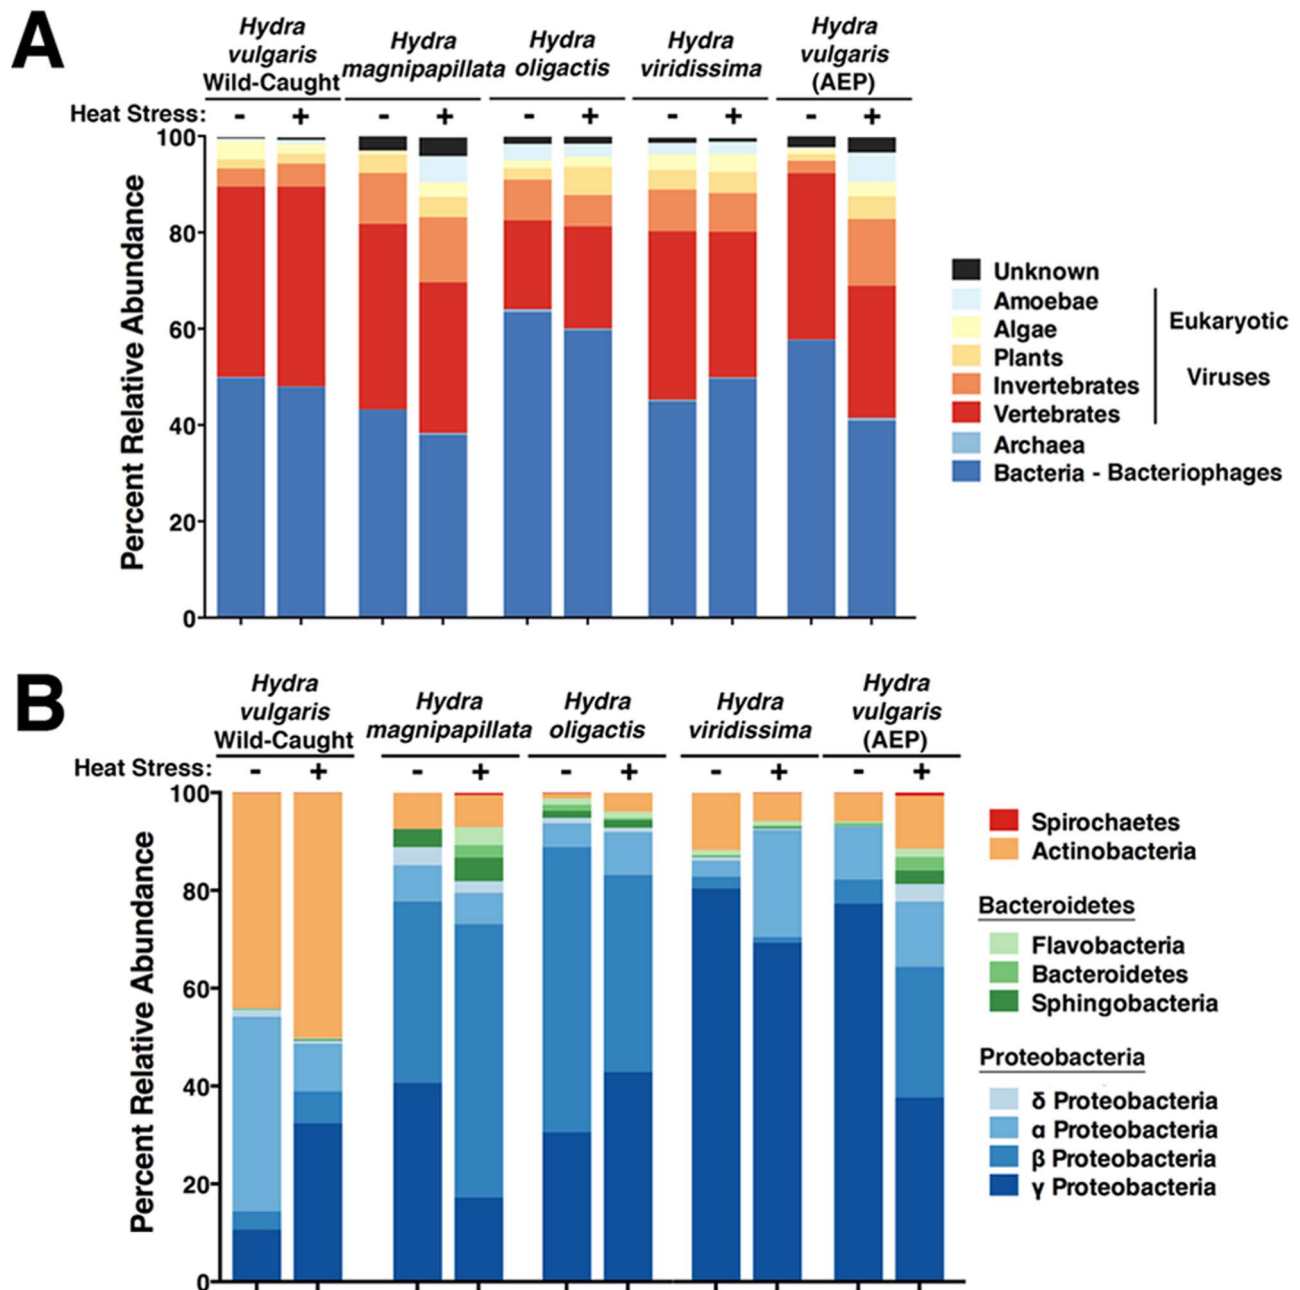 A
Hydra vulgaris Wild-Caught
Hydra magnipapillata
Hydra oligactis
Hydra viridissima
Hydra vulgaris (AEP)
Heat Stress: - + - + - + - + - +
Percent Relative Abundance
100
80
60
40
20
0
Unknown
Amoebae
Algae
Plants
Invertebrates
Vertebrates
Eukaryotic
Viruses
Archaea
Bacteria - Bacteriophages
B
Hydra vulgaris Wild-Caught
Hydra magnipapillata
Hydra oligactis
Hydra viridissima
Hydra vulgaris (AEP)
Heat Stress: - + - + - + - + - +
Percent Relative Abundance
100
80
60
40
20
0
Spirochaetes
Actinobacteria
Bacteroidetes
Flavobacteria
Bacteroidetes
Sphingobacteria
Proteobacteria
δ Proteobacteria
α Proteobacteria
β Proteobacteria
γ Proteobacteria